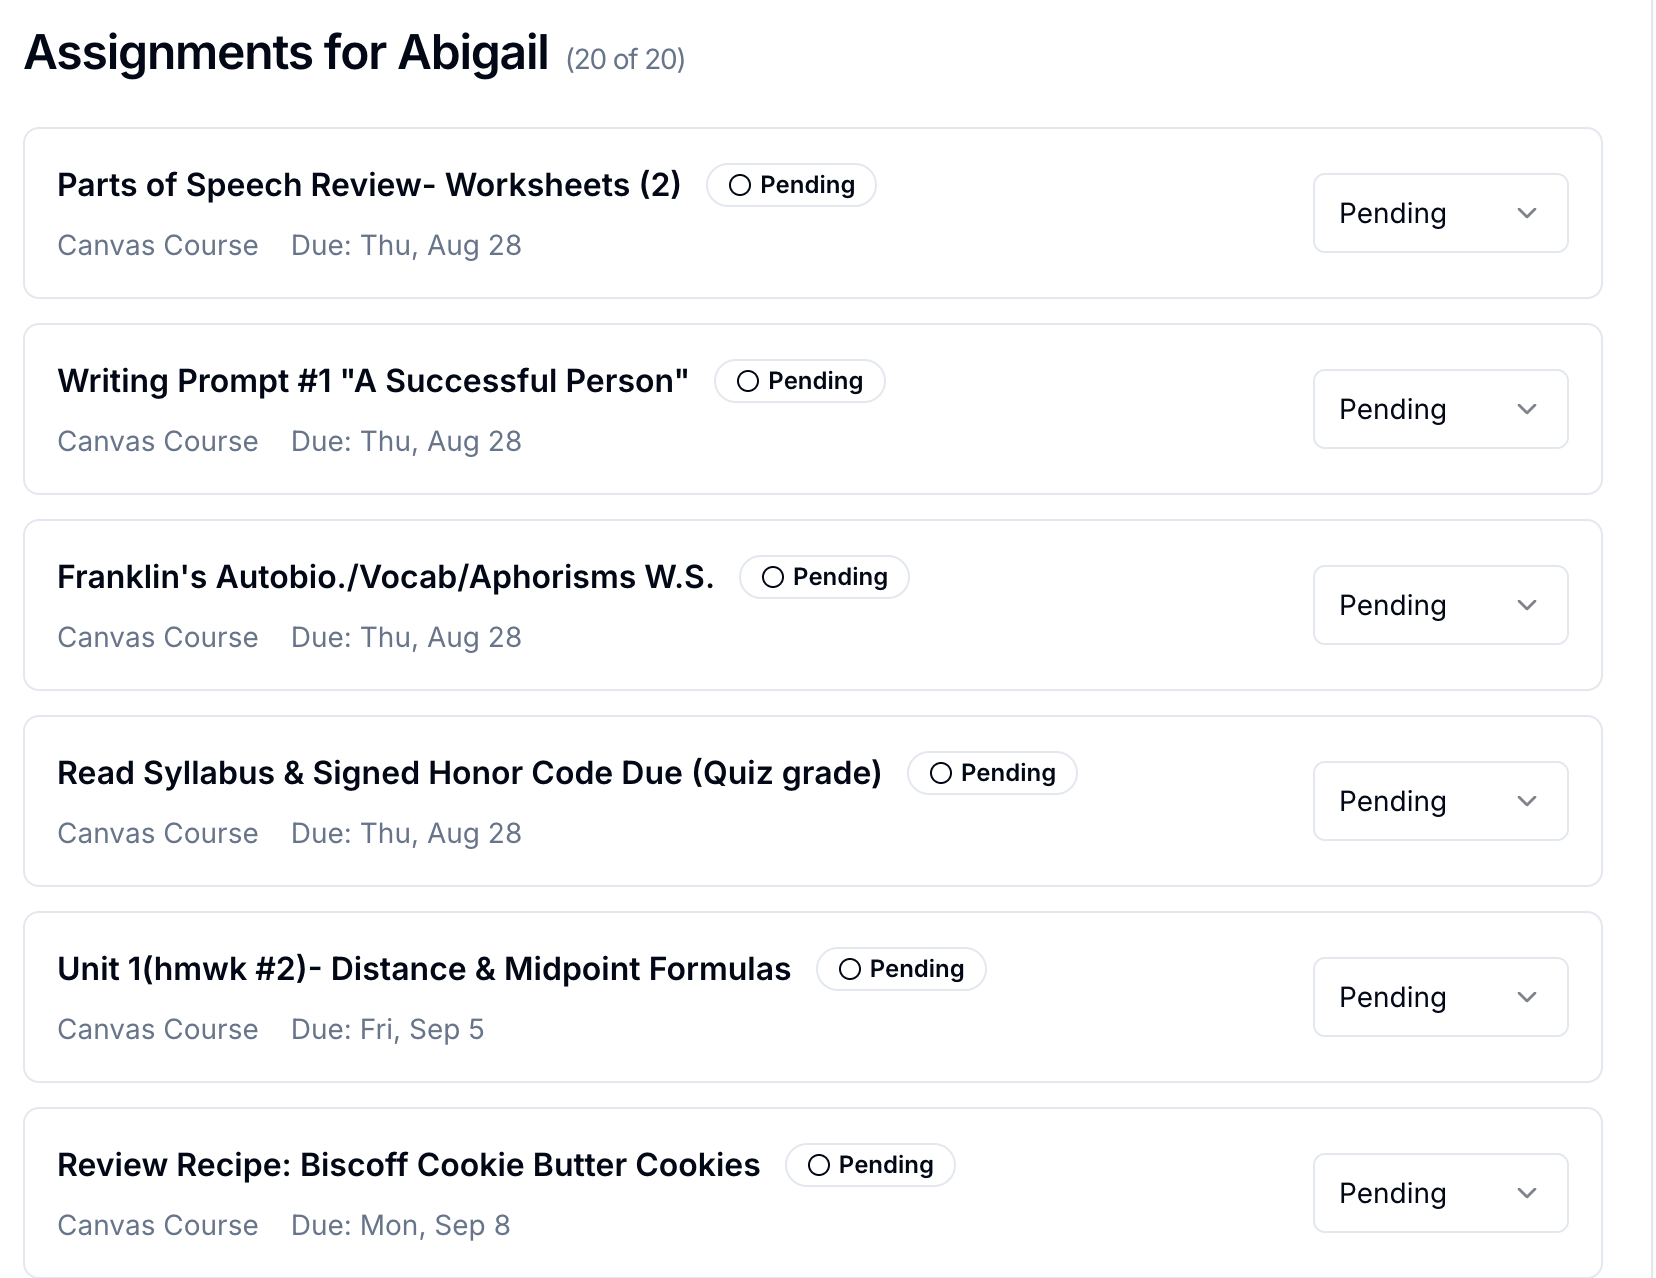 Assignments for Abigail (20 of 20)
Parts of Speech Review- Worksheets (2) Pending
Pending
Canvas Course Due: Thu, Aug 28
Writing Prompt #1 "A Successful Person" Pending
Pending
Canvas Course Due: Thu, Aug 28
Franklin's Autobio./Vocab/Aphorisms W.S. Pending
Pending
Canvas Course Due: Thu, Aug 28
Read Syllabus & Signed Honor Code Due (Quiz grade) Pending
Pending
Canvas Course Due: Thu, Aug 28
Unit 1(hmwk #2)- Distance & Midpoint Formulas Pending
Pending
Canvas Course Due: Fri, Sep 5
Review Recipe: Biscoff Cookie Butter Cookies Pending
Pending
Canvas Course Due: Mon, Sep 8